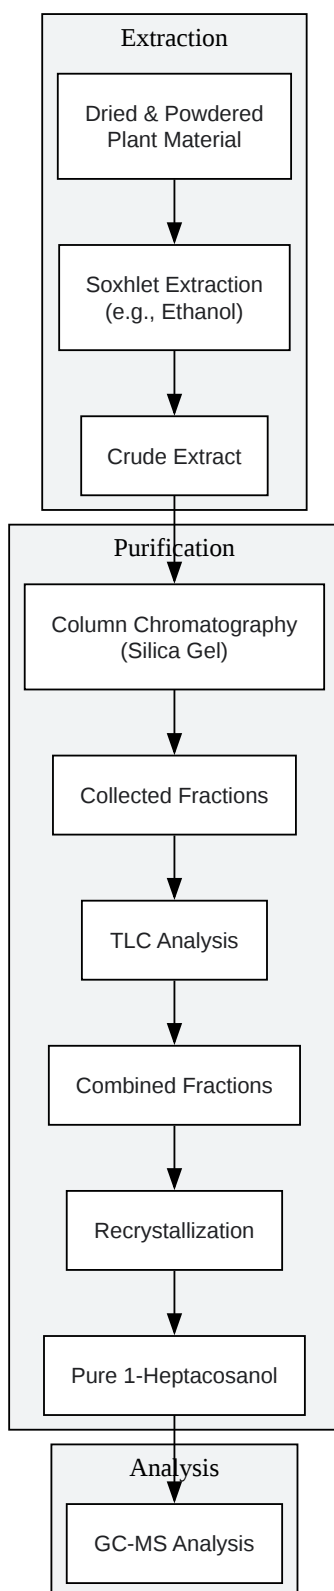 Extraction
Dried & Powdered
Plant Material
Soxhlet Extraction
(e.g., Ethanol)
Crude Extract
Purification
Column Chromatography
(Silica Gel)
Collected Fractions
TLC Analysis
Combined Fractions
Recrystallization
Pure 1-Heptacosanol
Analysis
GC-MS Analysis